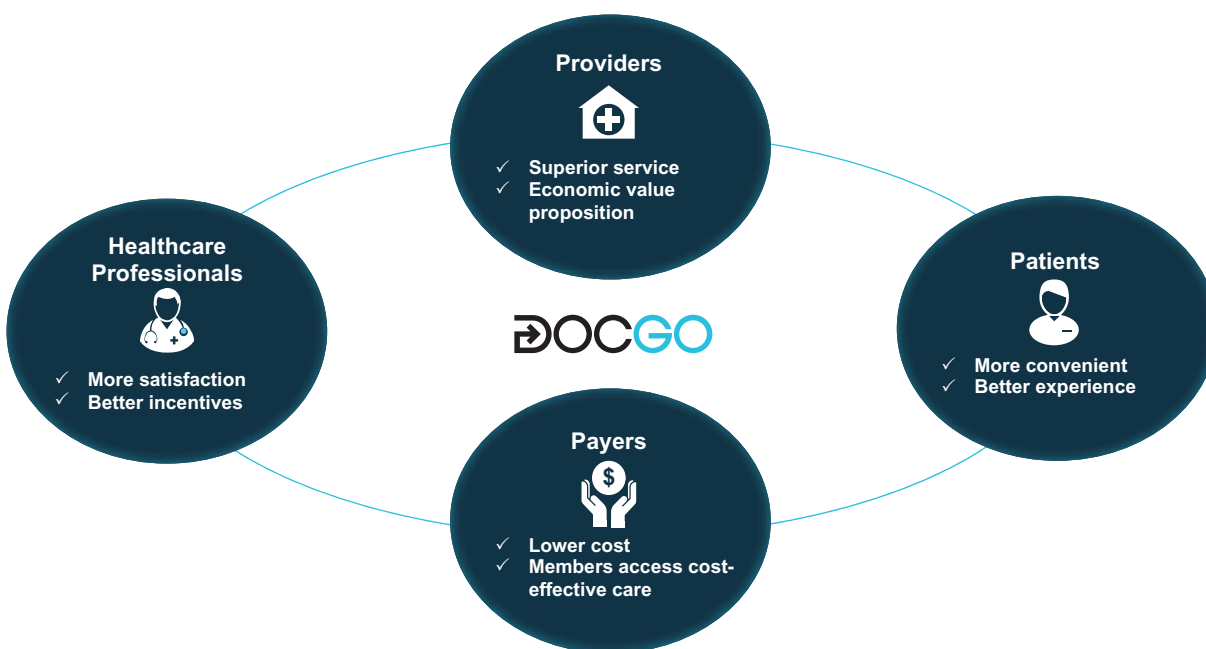 Providers
Superior service
Economic value
proposition
Healthcare
Professionals
More satisfaction
Better incentives
DOCGO
Patients
More convenient
Better experience
Payers
$
Lower cost
Members access cost-
effective care